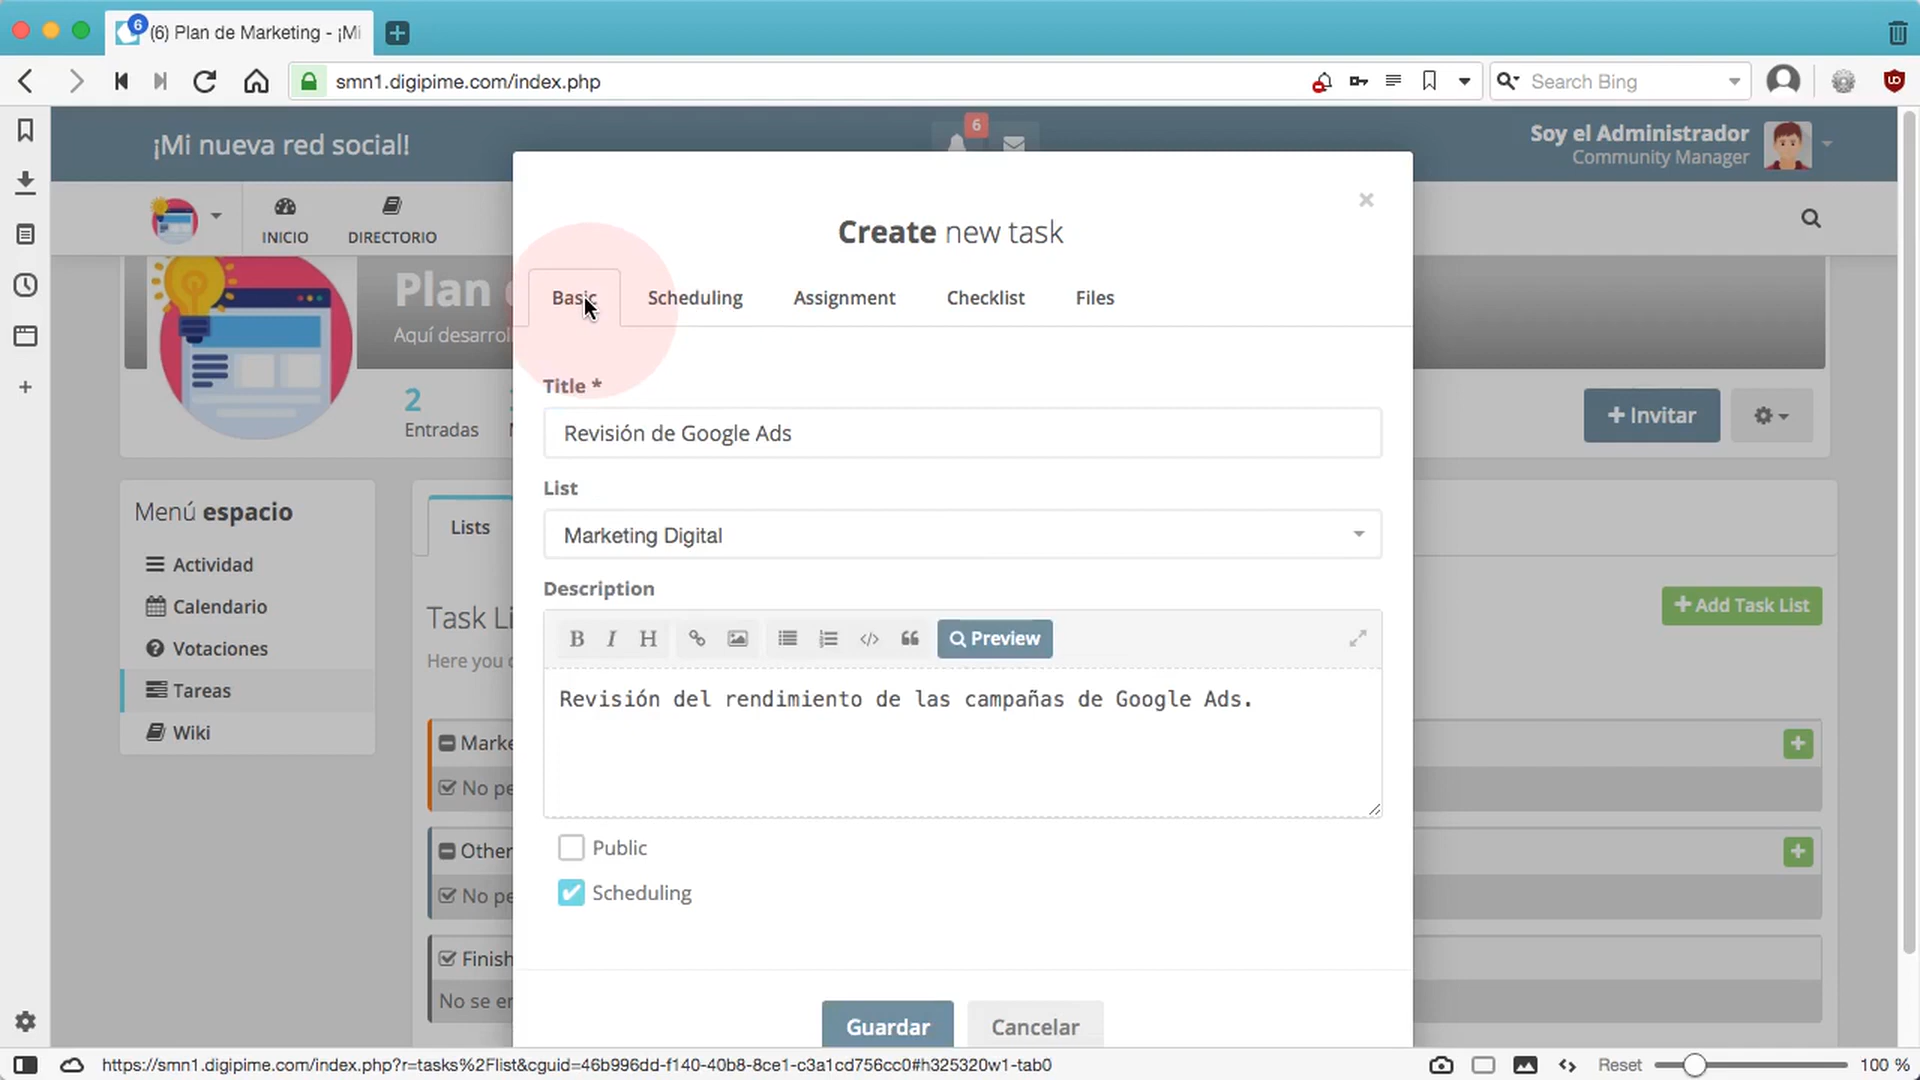 6
(6) Plan de Marketing - ¡Mi
smn1.digipime.com/index.php
Search Bing
¡Mi nueva red social!
6
Soy el Administrador
Community Manager
INICIO
DIRECTORIO
Create new task
Basic
Scheduling
Assignment
Checklist
Files
Plan
Aquí desarrol
2
Entradas
+ Invitar
Title *
Revisión de Google Ads
List
Marketing Digital
Description
B I H
Preview
Revisión del rendimiento de las campañas de Google Ads.
Public
Scheduling
Guardar
Cancelar
Menú espacio
Actividad
Calendario
Votaciones
Tareas
Wiki
Lists
Task Li
Here you
+ Add Task List
Marke
No pe
Other
No pe
Finish
No se en
https://smn1.digipime.com/index.php?r=tasks%2Flist&cguid=46b996dd-f140-40b8-8ce1-c3a1cd756cc0#h325320w1-tab0
Reset
100 %